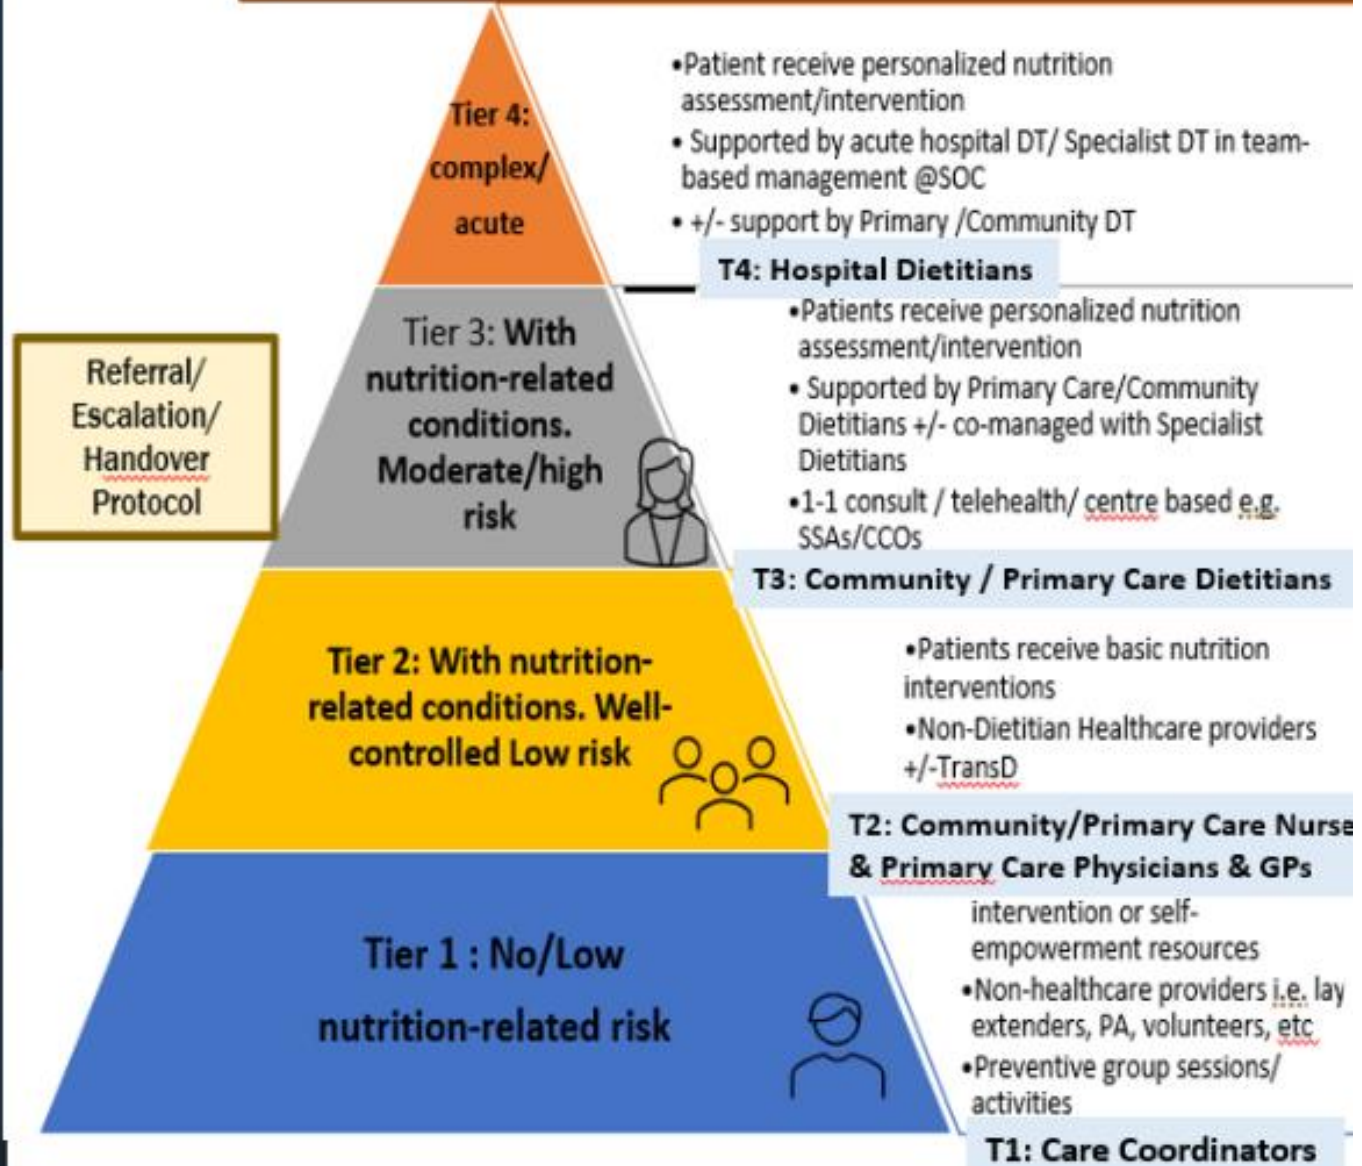 Tier 4:
complex/
acute
•Patient receive personalized nutrition
assessment/intervention
• Supported by acute hospital DT/ Specialist DT in team-
based management @SOC
• +/- support by Primary /Community DT
T4: Hospital Dietitians
Referral/
Escalation/
Handover
Protocol
Tier 3: With
nutrition-related
conditions.
Moderate/high
risk
•Patients receive personalized nutrition
assessment/intervention
• Supported by Primary Care/Community
Dietitians +/- co-managed with Specialist
Dietitians
•1-1 consult / telehealth/ centre based e.g.
SSAs/CCOs
T3: Community / Primary Care Dietitians
Tier 2: With nutrition-
related conditions. Well-
controlled Low risk
•Patients receive basic nutrition
interventions
•Non-Dietitian Healthcare providers
+/-TransD
T2: Community/Primary Care Nurse
& Primary Care Physicians & GPs
Tier 1 : No/Low
nutrition-related risk
intervention or self-
empowerment resources
•Non-healthcare providers i.e. lay
extenders, PA, volunteers, etc
•Preventive group sessions/
activities
T1: Care Coordinators